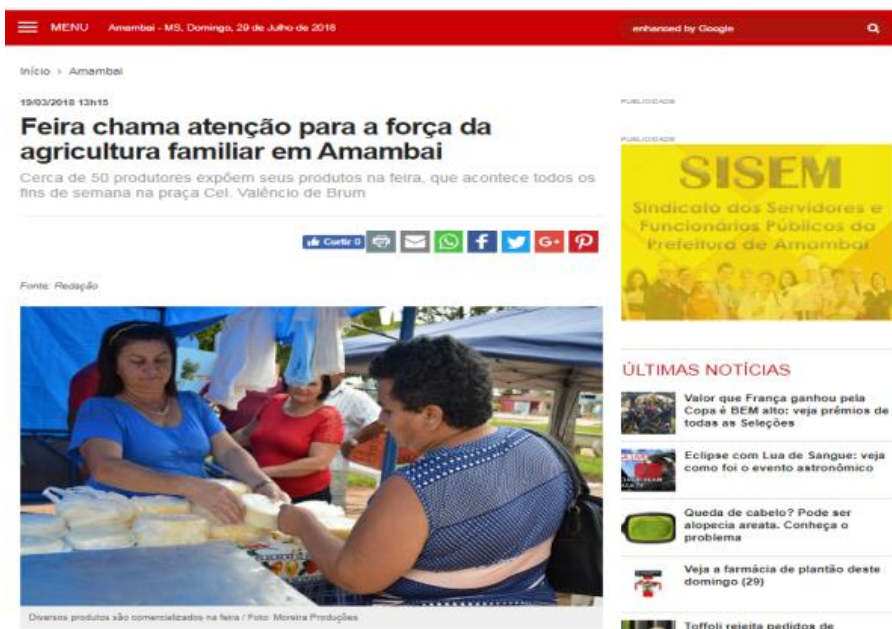 MENU Amambai - MS, Domingo, 29 de Julho de 2018
enhanced by Google
Início > Amambai
19/03/2018 13h15
Feira chama atenção para a força da
agricultura familiar em Amambai
Cerca de 50 produtores expõem seus produtos na feira, que acontece todos os
fins de semana na praça Cel. Valêncio de Brum
Curtir 0
G+
Fonte: Redação
Diversos produtos são comercializados na feira / Foto: Moreira Produções
PUBLICIDADE
PUBLICIDADE
SISEM
Sindicato dos Servidores e
Funcionários Públicos da
Prefeitura de Amambai
ÚLTIMAS NOTÍCIAS
Valor que França ganhou pela
Copa é BEM alto: veja prêmios de
todas as Seleções
Eclipse com Lua de Sangue: veja
como foi o evento astronômico
Queda de cabelo? Pode ser
alopecia areata. Conheça o
problema
Veja a farmácia de plantão deste
domingo (29)
Toffoli rejeita pedidos de